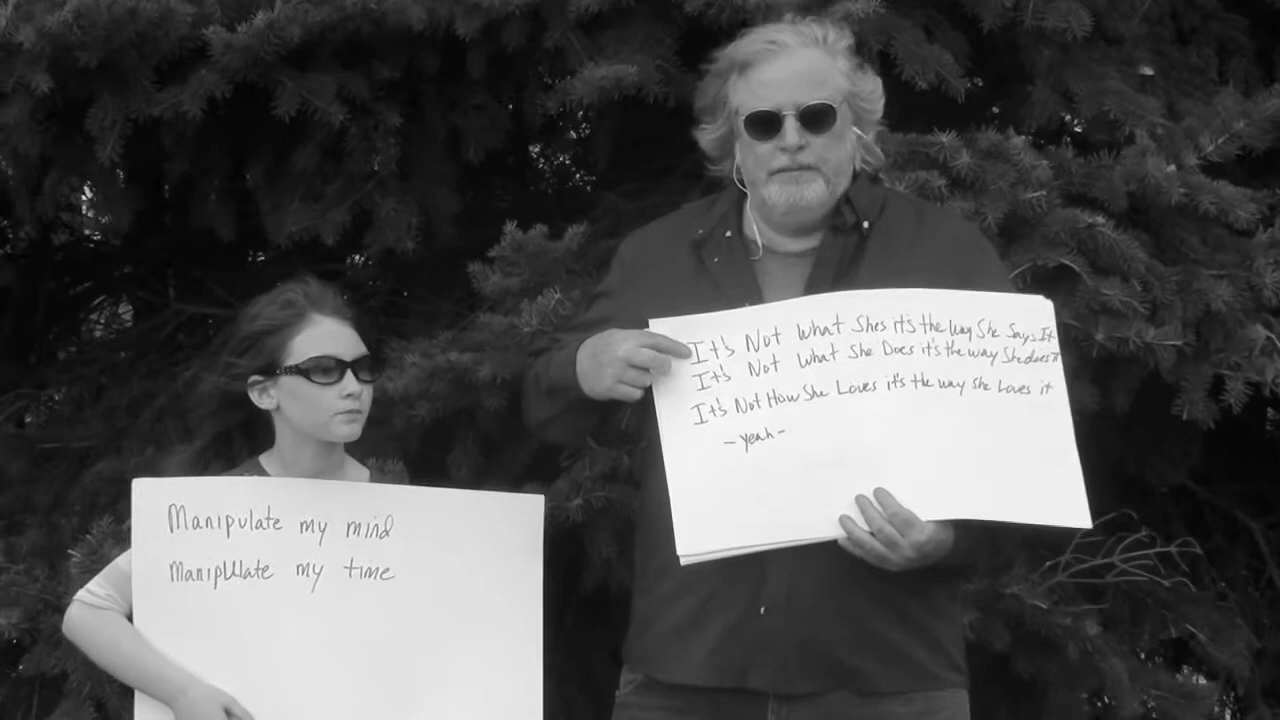 Manipulate my mind
Manipulate my time
It's Not what Shes it's the way She Says It
It's Not what She Does it's the way She does it
It's Not How She Loves it's the way she Loves it
- yeah -